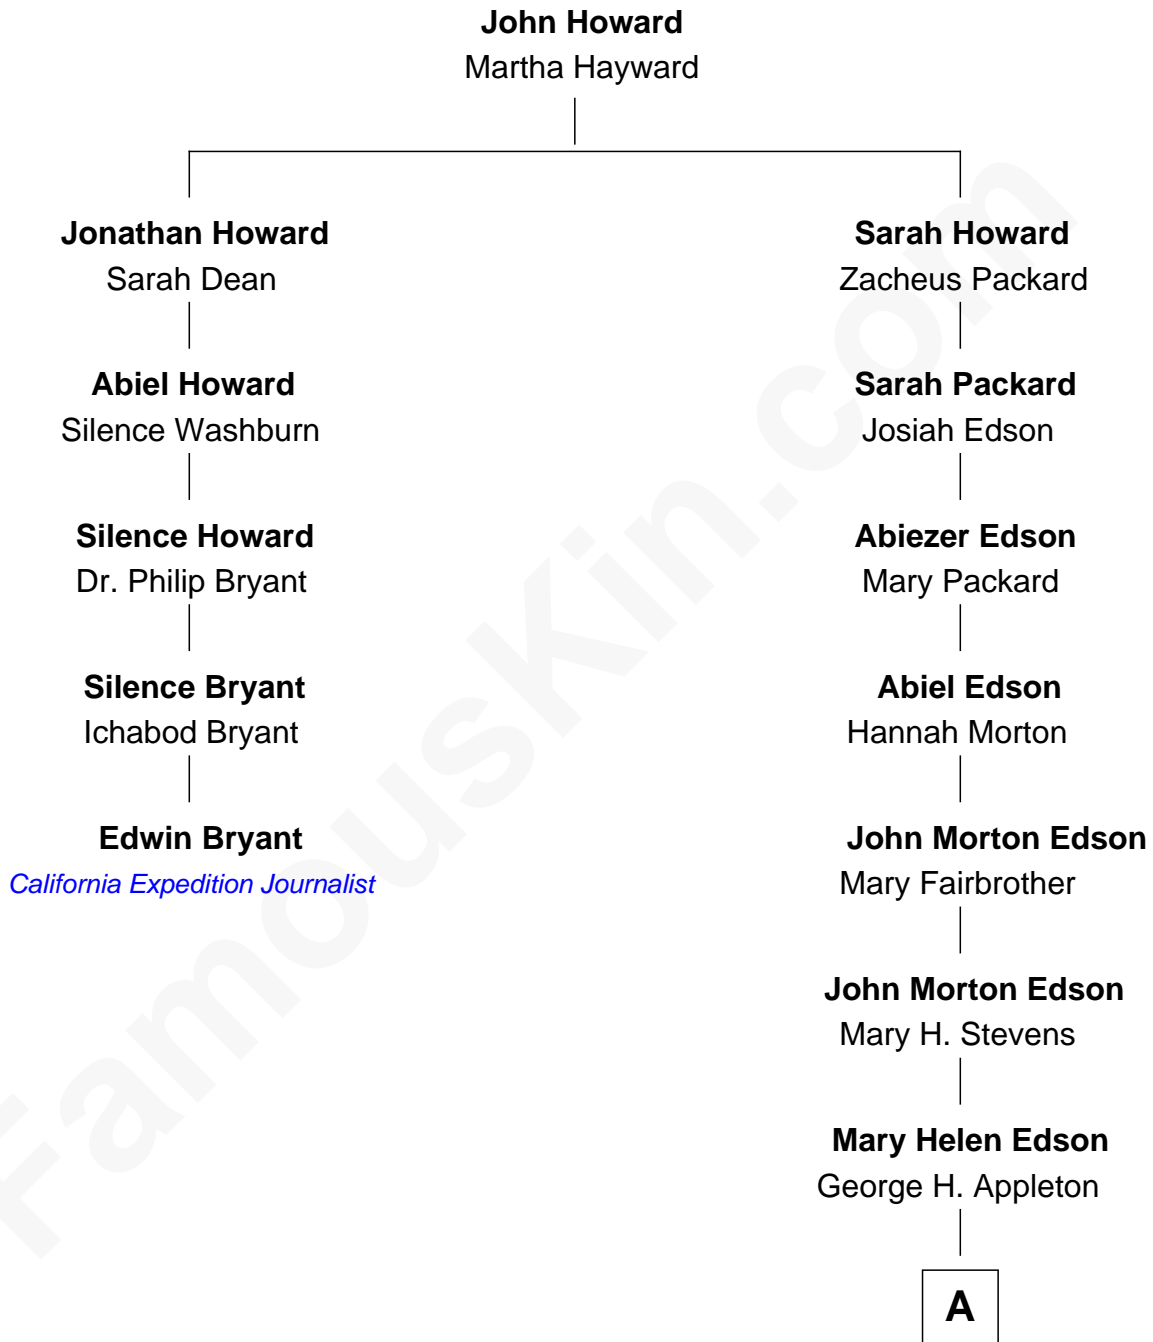 John Howard
Martha Hayward
Jonathan Howard
Sarah Dean
Abiel Howard
Silence Washburn
Silence Howard
Dr. Philip Bryant
Silence Bryant
Ichabod Bryant
Edwin Bryant
California Expedition Journalist
Sarah Howard
Zacheus Packard
Sarah Packard
Josiah Edson
Abiezer Edson
Mary Packard
Abiel Edson
Hannah Morton
John Morton Edson
Mary Fairbrother
John Morton Edson
Mary H. Stevens
Mary Helen Edson
George H. Appleton
A
FamousKin.com